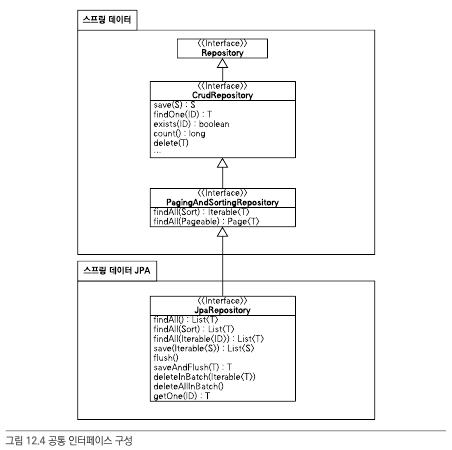 스프링 데이터
《Interface》
Repository
《Interface》
CrudRepository
save(S) : S
findOne(ID) : T
exists(ID) : boolean
count() : long
delete(T)
...
《Interface》
PagingAndSortingRepository
findAll(Sort) : Iterable〈T〉
findAll(Pageable) : Page〈T〉
스프링 데이터 JPA
《Interface》
JpaRepository
findAll() : List〈T〉
findAll(Sort) : List〈T〉
findAll(Iterable〈ID〉) : List〈T〉
save(Iterable〈S〉) : List〈S〉
flush()
saveAndFlush(T) : T
deleteInBatch(Iterable〈T〉)
deleteAllInBatch()
getOne(ID) : T
그림 12.4 공통 인터페이스 구성